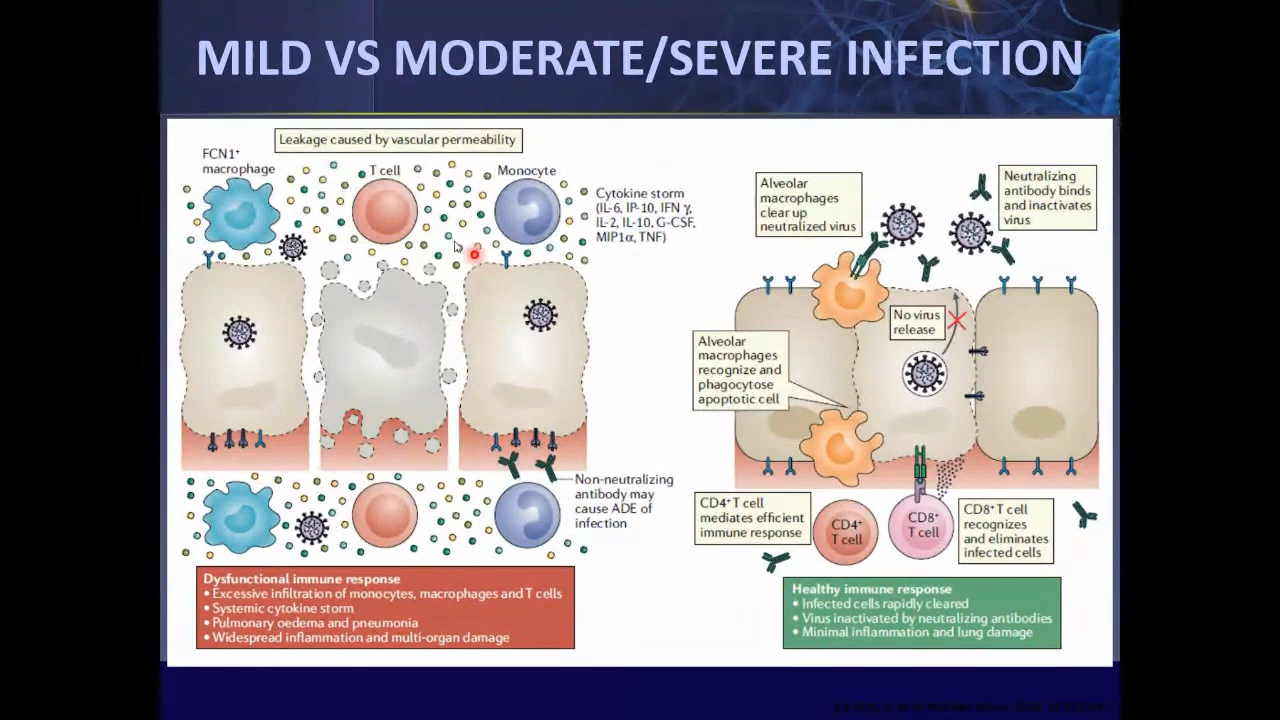 MILD VS MODERATE/SEVERE INFECTION
Leakage caused by vascular permeability
FCN1⁺
macrophage
T cell
Monocyte
Cytokine storm
(IL-6, IP-10, IFN γ,
IL-2, IL-10, G-CSF,
MIP1α, TNF)
Non-neutralizing
antibody may
cause ADE of
infection
Dysfunctional immune response
• Excessive infiltration of monocytes, macrophages and T cells
• Systemic cytokine storm
• Pulmonary oedema and pneumonia
• Widespread inflammation and multi-organ damage
Alveolar
macrophages
clear up
neutralized virus
Neutralizing
antibody binds
and inactivates
virus
No virus
release
Alveolar
macrophages
recognize and
phagocytose
apoptotic cell
CD4⁺ T cell
mediates efficient
immune response
CD4⁺
T cell
CD8⁺
T cell
CD8⁺ T cell
recognizes
and eliminates
infected cells
Healthy immune response
• Infected cells rapidly cleared
• Virus inactivated by neutralizing antibodies
• Minimal inflammation and lung damage